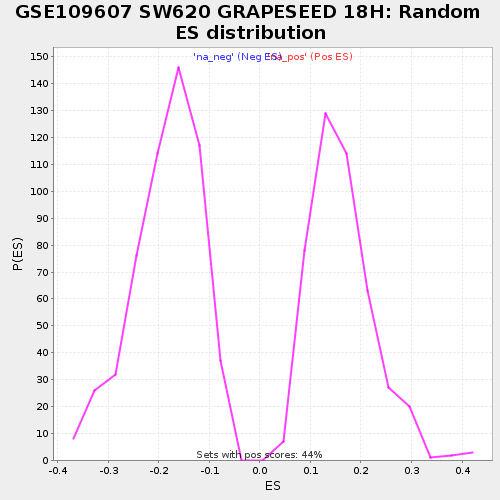 GSE109607 SW620 GRAPESEED 18H: Random
ES distribution
'na_neg' (Neg ES)
'na_pos' (Pos ES)
150
140
130
120
110
100
90
80
70
60
50
40
30
20
10
0
P(ES)
Sets with pos scores: 44%
-0.4 -0.3 -0.2 -0.1 0.0 0.1 0.2 0.3 0.4
ES